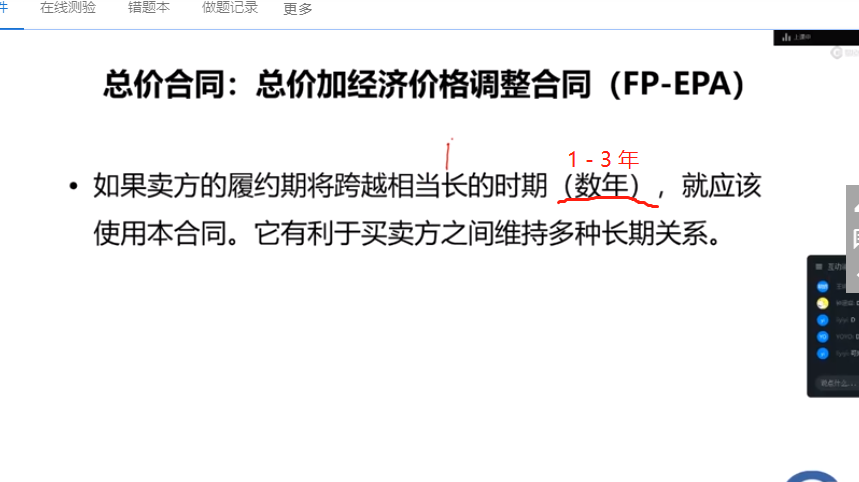 件 在线测验 错题本 做题记录 更多
总价合同：总价加经济价格调整合同（FP-EPA）
1 - 3 年
• 如果卖方的履约期将跨越相当长的时期（数年），就应该
使用本合同。它有利于买卖方之间维持多种长期关系。